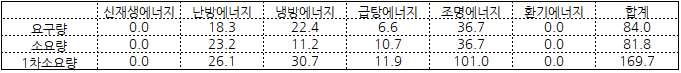 신재생에너지 난방에너지 냉방에너지 급탕에너지 조명에너지 환기에너지 합계
요구량 0.0 18.3 22.4 6.6 36.7 0.0 84.0
소요량 0.0 23.2 11.2 10.7 36.7 0.0 81.8
1차소요량 0.0 26.1 30.7 11.9 101.0 0.0 169.7